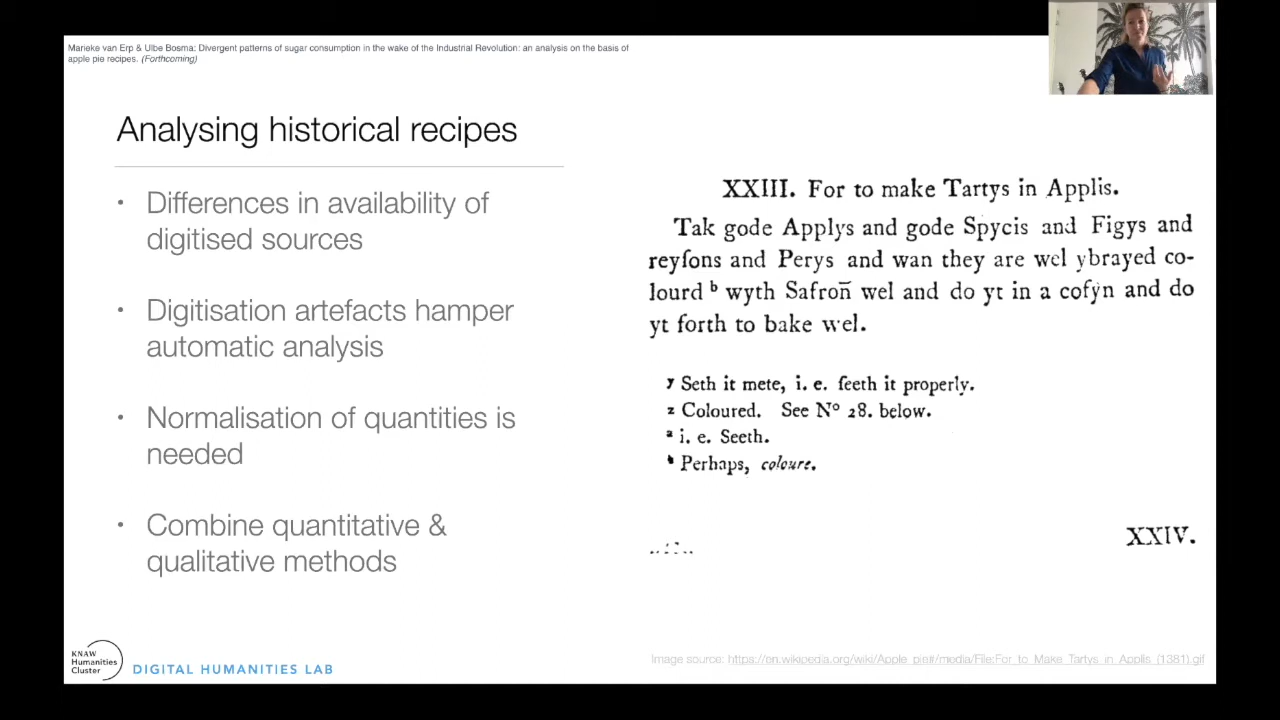 Marieke van Erp & Ulbe Bosma: Divergent patterns of sugar consumption in the wake of the Industrial Revolution: an analysis on the basis of
apple pie recipes. (Forthcoming)
Analysing historical recipes
• Differences in availability of
digitised sources
• Digitisation artefacts hamper
automatic analysis
• Normalisation of quantities is
needed
• Combine quantitative &
qualitative methods
XXIII. For to make Tartys in Applis.
Tak gode Applys and gode Spycis and Figys and
reyſons and Perys and wan they are wel ybrayed co-
lourd ᵇ wyth Safron̄ wel and do yt in a cofyn and do
yt forth to bake wel.
ʸ Seth it mete, i. e. ſeeth it properly.
ᶻ Coloured. See Nº 28. below.
ᵃ i. e. Seeth.
ᵇ Perhaps, coloure.
XXIV.
KNAW
Humanities
Cluster
DIGITAL HUMANITIES LAB
Image source: https://en.wikipedia.org/wiki/Apple_pie#/media/File:For_to_Make_Tartys_in_Applis_(1381).gif